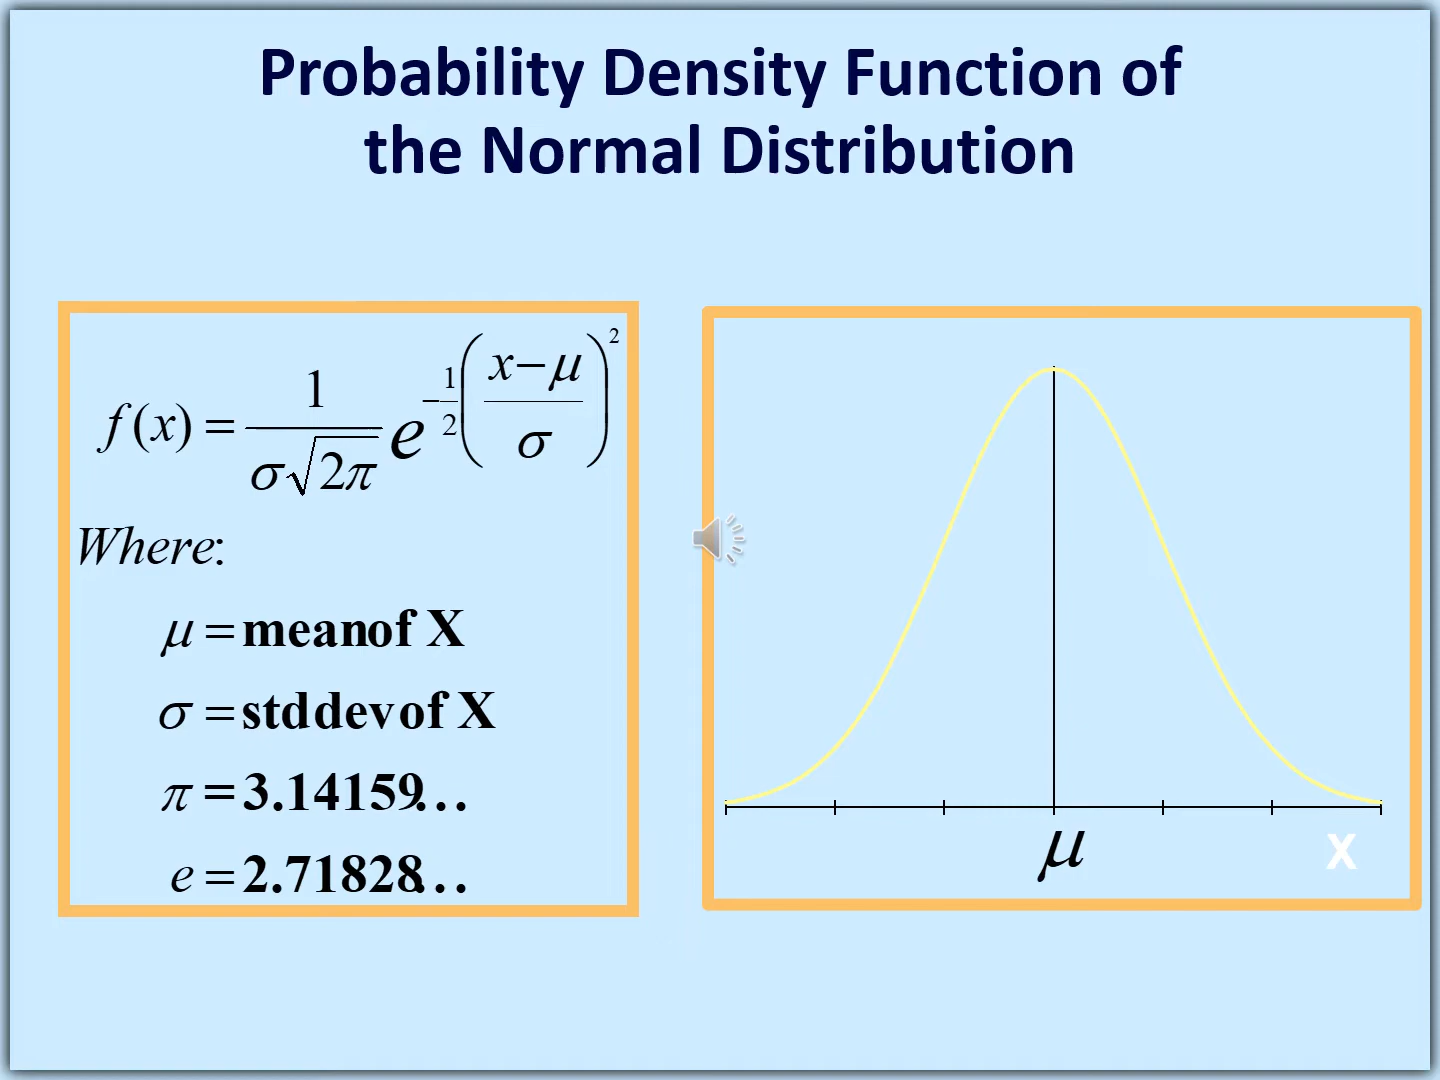 Probability Density Function of
the Normal Distribution
f(x) = 1/(σ√2π) e^(-1/2((x-μ)/σ)^2)
Where:
μ = meanof X
σ = stddevof X
π = 3.14159...
e = 2.71828...
μ
X